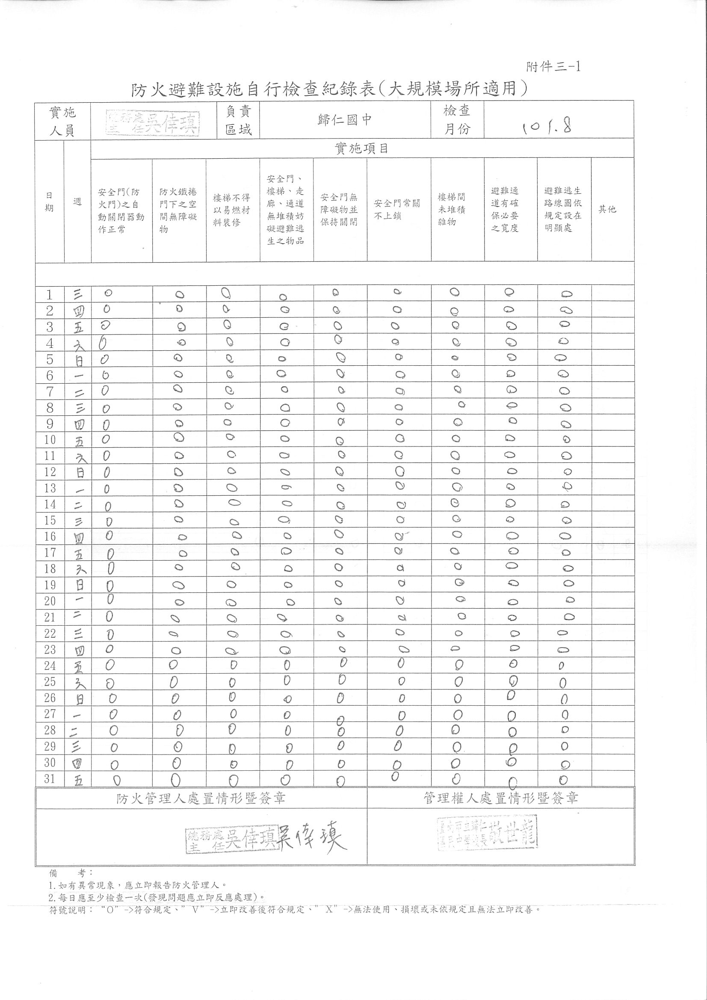 附件三-1
防火避難設施自行檢查紀錄表(大規模場所適用)
實施人員 總務處主任吳倖瑱 負責區域 歸仁國中 檢查月份 101.8
實施項目
日期 週 安全門(防火門)之自動關閉器動作正常 防火鐵捲門下之空間無障礙物 樓梯不得以易燃材料裝修 安全門、樓梯、走廊、通道無堆積妨礙避難逃生之物品 安全門無障礙物並保持關閉 安全門常關不上鎖 樓梯間未堆積雜物 避難通道有確保必要之寬度 避難逃生路線圖依規定設在明顯處 其他
1 三 O O O O O O O O O
2 四 O O O O O O O O O
3 五 O O O O O O O O O
4 六 O O O O O O O O O
5 日 O O O O O O O O O
6 一 O O O O O O O O O
7 二 O O O O O O O O O
8 三 O O O O O O O O O
9 四 O O O O O O O O O
10 五 O O O O O O O O O
11 六 O O O O O O O O O
12 日 O O O O O O O O O
13 一 O O O O O O O O O
14 二 O O O O O O O O O
15 三 O O O O O O O O O
16 四 O O O O O O O O O
17 五 O O O O O O O O O
18 六 O O O O O O O O O
19 日 O O O O O O O O O
20 一 O O O O O O O O O
21 二 O O O O O O O O O
22 三 O O O O O O O O O
23 四 O O O O O O O O O
24 五 O O O O O O O O O
25 六 O O O O O O O O O
26 日 O O O O O O O O O
27 一 O O O O O O O O O
28 二 O O O O O O O O O
29 三 O O O O O O O O O
30 四 O O O O O O O O O
31 五 O O O O O O O O O
防火管理人處置情形暨簽章 管理權人處置情形暨簽章
總務處主任吳倖瑱 吳倖瑱 世龍
備　　考：
1.如有異常現象，應立即報告防火管理人。
2.每日應至少檢查一次(發現問題應立即反應處理)。
符號說明：“O”->符合規定、”V”->立即改善後符合規定、”X”->無法使用、損壞或未依規定且無法立即改善。